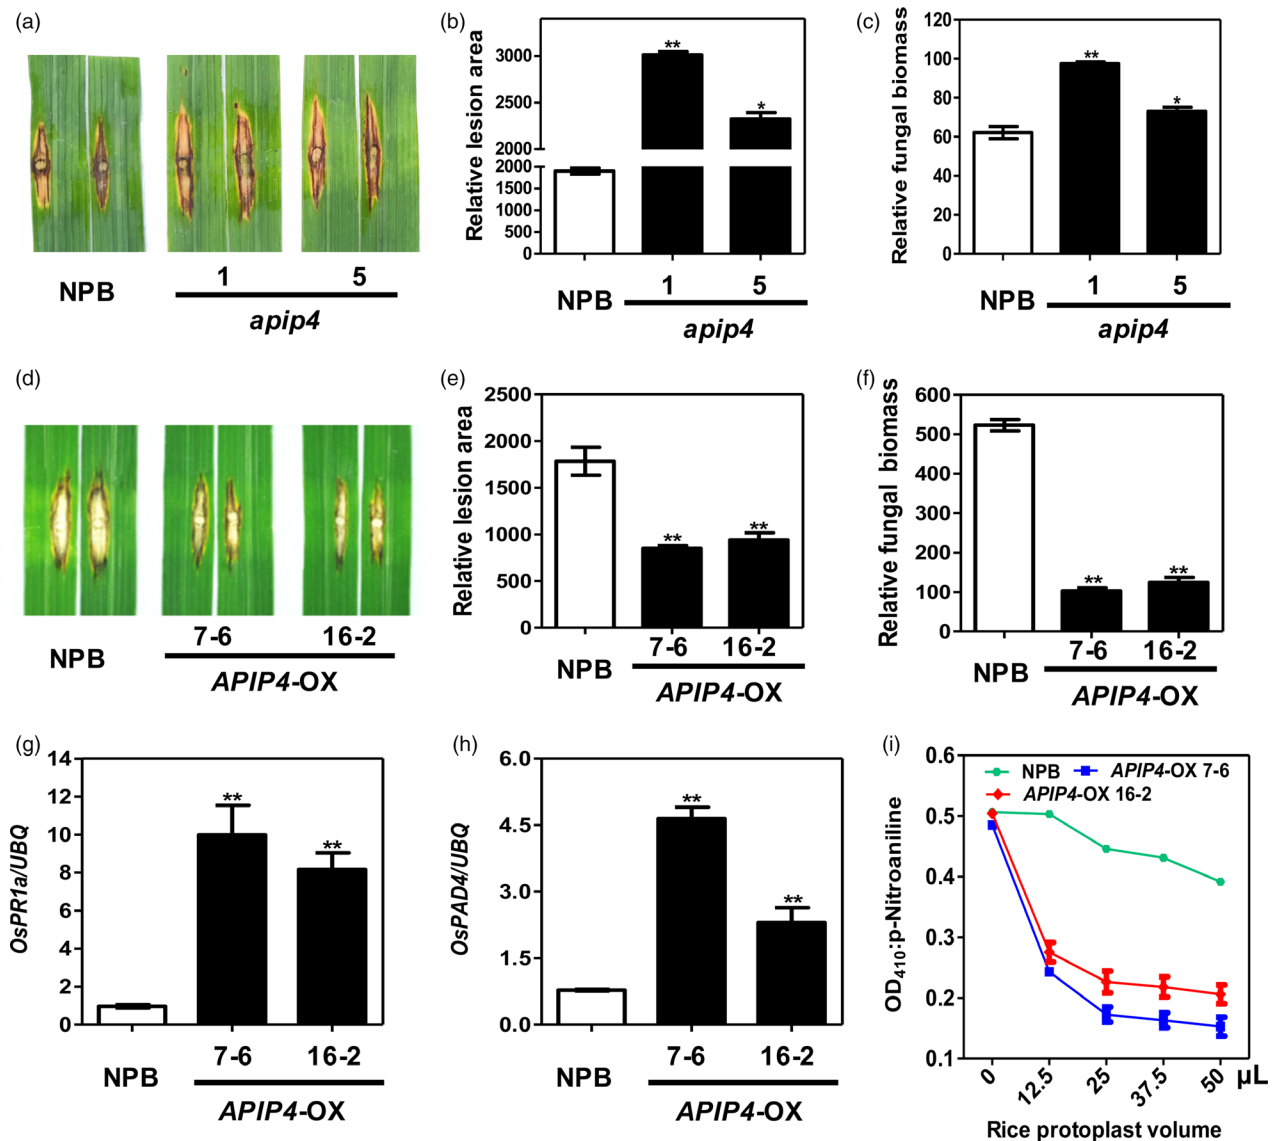 (a)
NPB
1 5
apip4
(b)
Relative lesion area
3000
2500
2000
2000
1500
1000
500
0
**
*
NPB
1 5
apip4
(c)
Relative fungal biomass
120
100
80
60
40
20
0
**
*
NPB
1 5
apip4
(d)
NPB
7-6 16-2
APIP4-OX
(e)
Relative lesion area
2500
2000
1500
1000
500
0
**
**
NPB
7-6 16-2
APIP4-OX
(f)
Relative fungal biomass
600
500
400
300
200
100
0
**
**
NPB
7-6 16-2
APIP4-OX
(g)
OsPR1a/UBQ
14
12
10
8
6
4
2
0
**
**
NPB
7-6 16-2
APIP4-OX
(h)
OsPAD4/UBQ
6.0
4.5
3.0
1.5
0.0
**
**
NPB
7-6 16-2
APIP4-OX
(i)
OD410:p-Nitroaniline
0.6
0.5
0.4
0.3
0.2
0.1
NPB APIP4-OX 7-6
APIP4-OX 16-2
0 12.5 25 37.5 50 µL
Rice protoplast volume